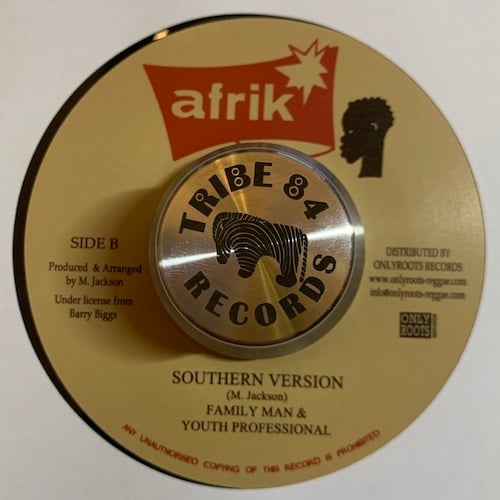 afrik
TRIBE 84
RECORDS
SIDE B
Produced & Arranged
by M. Jackson
Under license from
Barry Biggs
DISTRIBUTED BY
ONLYROOTS RECORDS
www.onlyroots-reggae.com
info@onlyroots-reggae.com
ONLY
ROOTS
SOUTHERN VERSION
(M. Jackson)
FAMILY MAN &
YOUTH PROFESSIONAL
ANY UNAUTHORISED COPYING OF THIS RECORD IS PROHIBITED